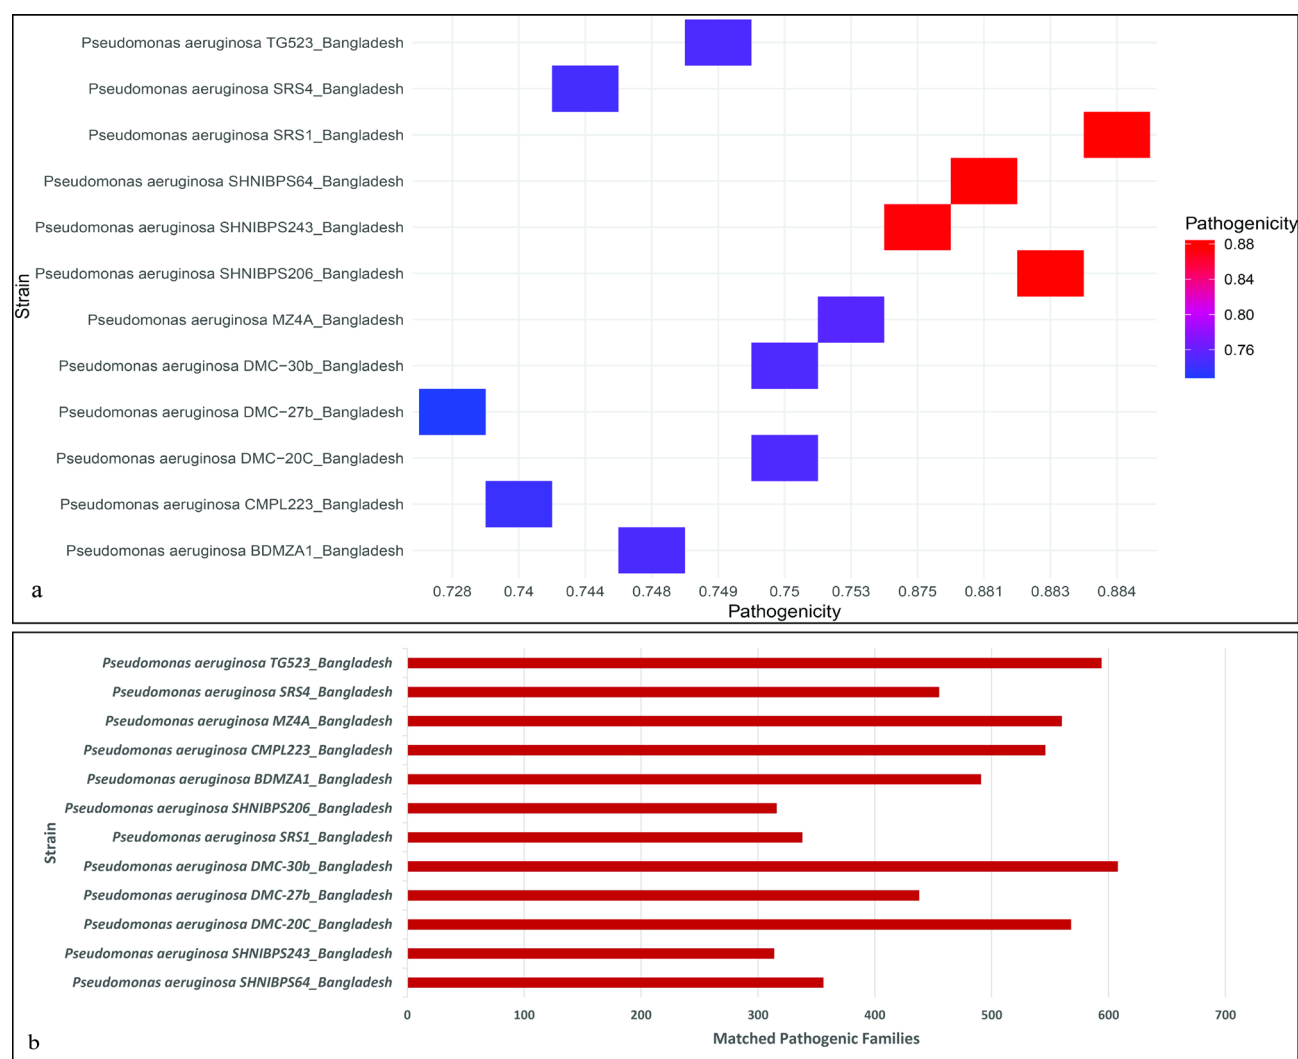 Pseudomonas aeruginosa TG523_Bangladesh
Pseudomonas aeruginosa SRS4_Bangladesh
Pseudomonas aeruginosa SRS1_Bangladesh
Pseudomonas aeruginosa SHNIBPS64_Bangladesh
Pseudomonas aeruginosa SHNIBPS243_Bangladesh
Pseudomonas aeruginosa SHNIBPS206_Bangladesh
Pseudomonas aeruginosa MZ4A_Bangladesh
Pseudomonas aeruginosa DMC−30b_Bangladesh
Pseudomonas aeruginosa DMC−27b_Bangladesh
Pseudomonas aeruginosa DMC−20C_Bangladesh
Pseudomonas aeruginosa CMPL223_Bangladesh
Pseudomonas aeruginosa BDMZA1_Bangladesh
Strain
0.728 0.74 0.744 0.748 0.749 0.75 0.753 0.875 0.881 0.883 0.884
Pathogenicity
Pathogenicity
0.88
0.84
0.80
0.76
a
Pseudomonas aeruginosa TG523_Bangladesh
Pseudomonas aeruginosa SRS4_Bangladesh
Pseudomonas aeruginosa MZ4A_Bangladesh
Pseudomonas aeruginosa CMPL223_Bangladesh
Pseudomonas aeruginosa BDMZA1_Bangladesh
Pseudomonas aeruginosa SHNIBPS206_Bangladesh
Pseudomonas aeruginosa SRS1_Bangladesh
Pseudomonas aeruginosa DMC-30b_Bangladesh
Pseudomonas aeruginosa DMC-27b_Bangladesh
Pseudomonas aeruginosa DMC-20C_Bangladesh
Pseudomonas aeruginosa SHNIBPS243_Bangladesh
Pseudomonas aeruginosa SHNIBPS64_Bangladesh
Strain
0 100 200 300 400 500 600 700
Matched Pathogenic Families
b